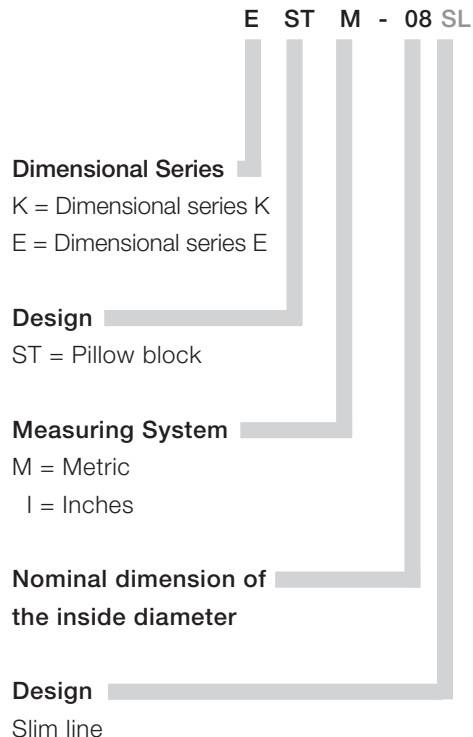 E ST M - 08 SL
Dimensional Series
K = Dimensional series K
E = Dimensional series E
Design
ST = Pillow block
Measuring System
M = Metric
I = Inches
Nominal dimension of
the inside diameter
Design
Slim line